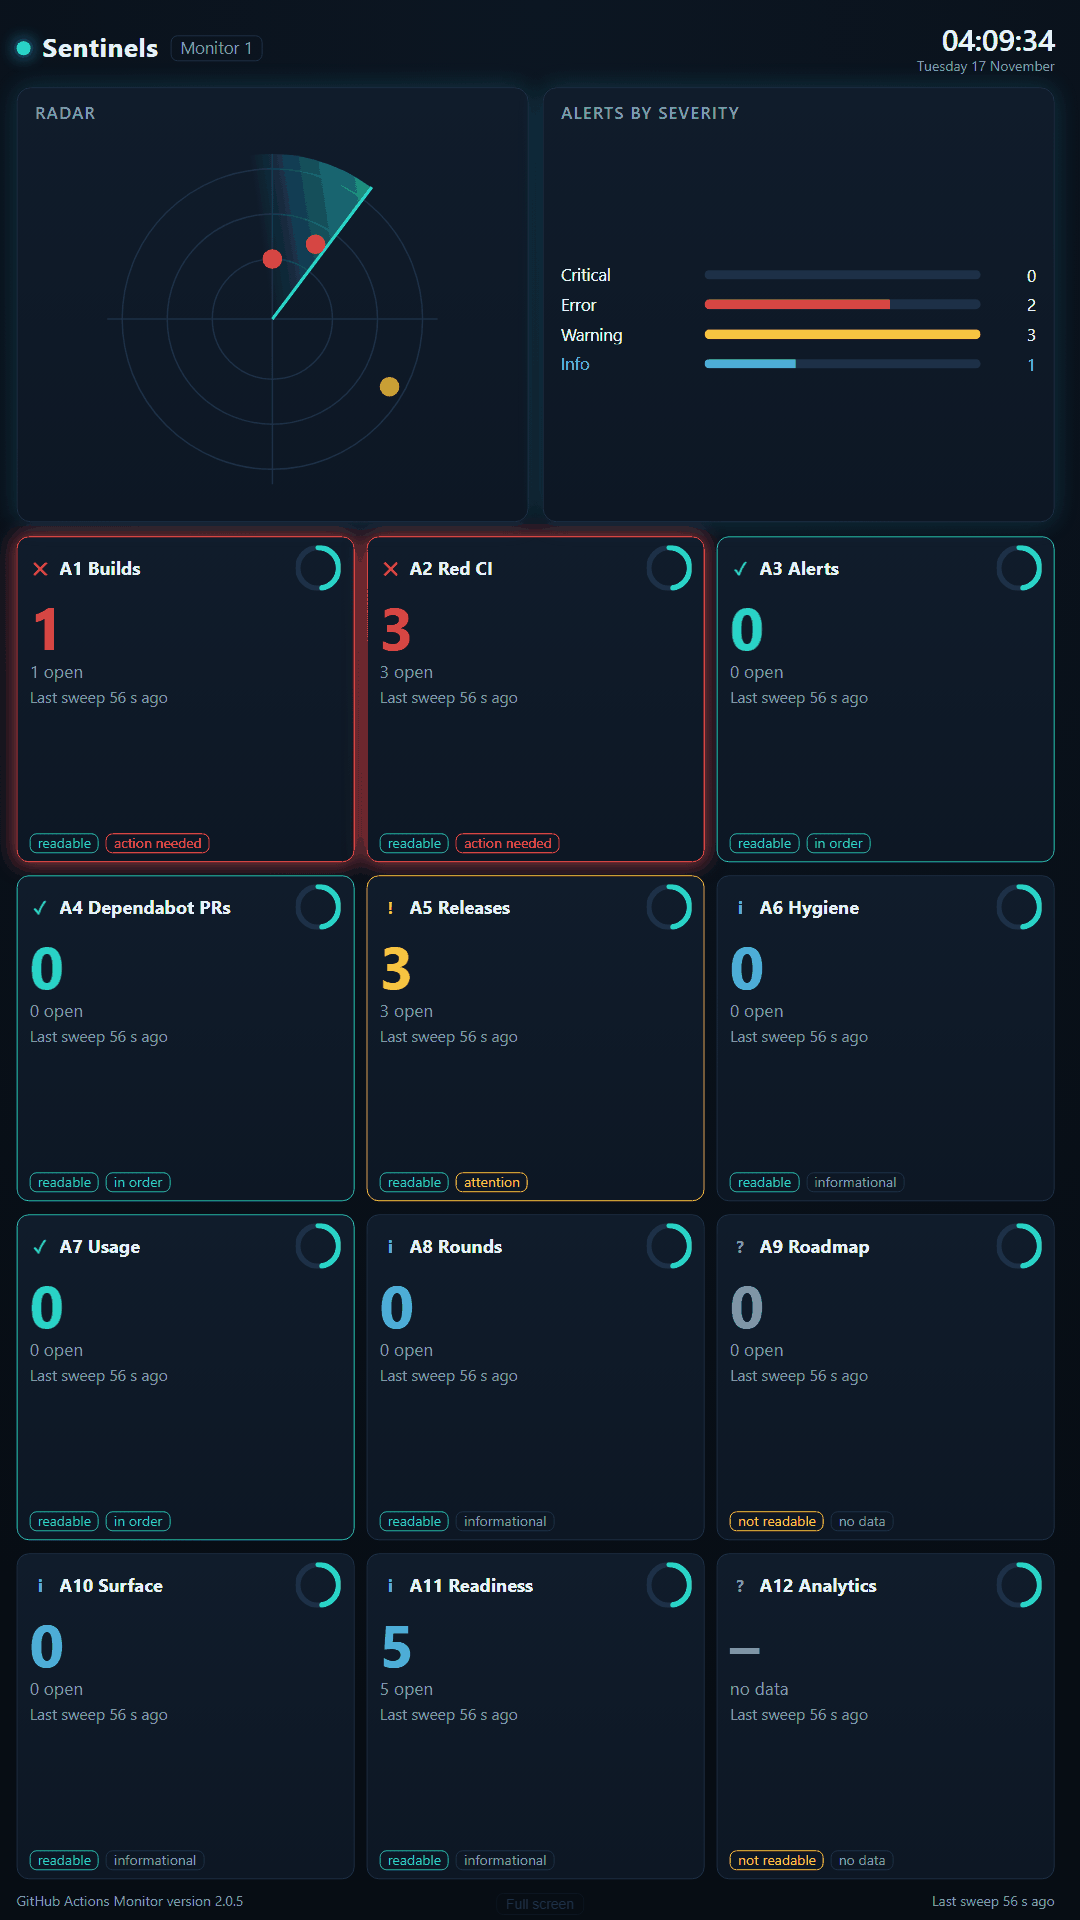 Sentinels Monitor 1
04:09:34
Tuesday 17 November
RADAR
ALERTS BY SEVERITY
Critical 0
Error 2
Warning 3
Info 1
✕ A1 Builds
1
1 open
Last sweep 56 s ago
readable action needed
✕ A2 Red CI
3
3 open
Last sweep 56 s ago
readable action needed
✓ A3 Alerts
0
0 open
Last sweep 56 s ago
readable in order
✓ A4 Dependabot PRs
0
0 open
Last sweep 56 s ago
readable in order
! A5 Releases
3
3 open
Last sweep 56 s ago
readable attention
i A6 Hygiene
0
0 open
Last sweep 56 s ago
readable informational
✓ A7 Usage
0
0 open
Last sweep 56 s ago
readable in order
i A8 Rounds
0
0 open
Last sweep 56 s ago
readable informational
? A9 Roadmap
0
0 open
Last sweep 56 s ago
not readable no data
i A10 Surface
0
0 open
Last sweep 56 s ago
readable informational
i A11 Readiness
5
5 open
Last sweep 56 s ago
readable informational
? A12 Analytics
—
no data
Last sweep 56 s ago
not readable no data
GitHub Actions Monitor version 2.0.5
Full screen
Last sweep 56 s ago